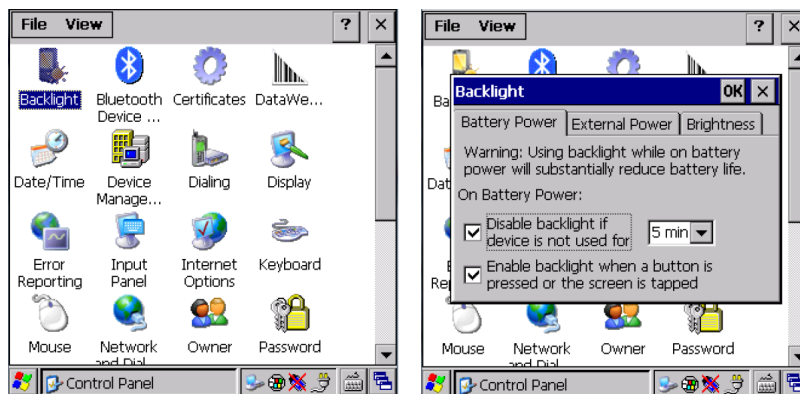 File View ? ×
Backlight Bluetooth Device ... Certificates DataWe...
Date/Time Device Manage... Dialing Display
Error Reporting Input Panel Internet Options Keyboard
Mouse Network and Dial Owner Password
Control Panel
File View ? ×
Ba
Backlight OK ×
Battery Power External Power Brightness
Warning: Using backlight while on battery
power will substantially reduce battery life.
Dat
On Battery Power:
Disable backlight if
device is not used for 5 min
Enable backlight when a button is
pressed or the screen is tapped
Mouse Network and Dial Owner Password
Control Panel